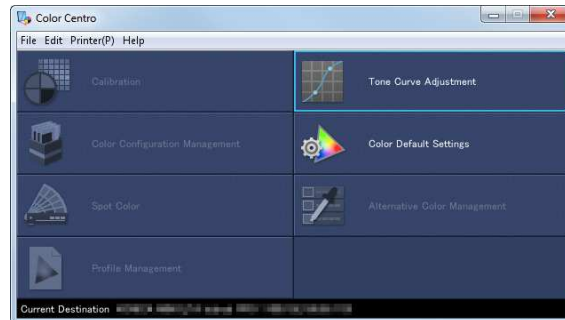 Color Centro
File Edit Printer(P) Help
Calibration
Tone Curve Adjustment
Color Configuration Management
Color Default Settings
Spot Color
Alternative Color Management
Profile Management
Current Destination